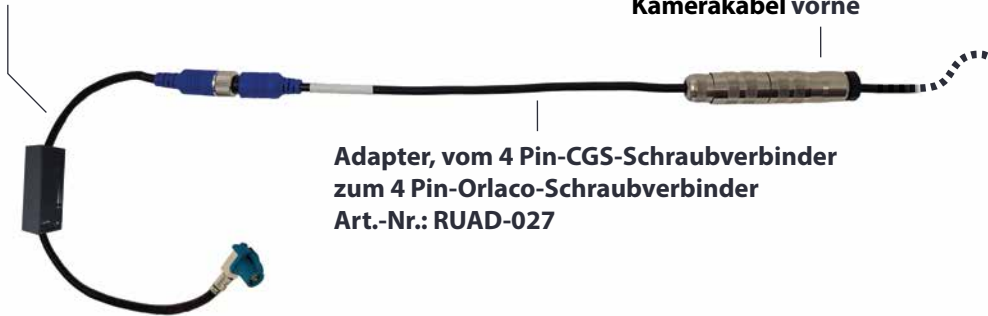 Kamerakabel vorne
Adapter, vom 4 Pin-CGS-Schraubverbinder
zum 4 Pin-Orlaco-Schraubverbinder
Art.-Nr.: RUAD-027